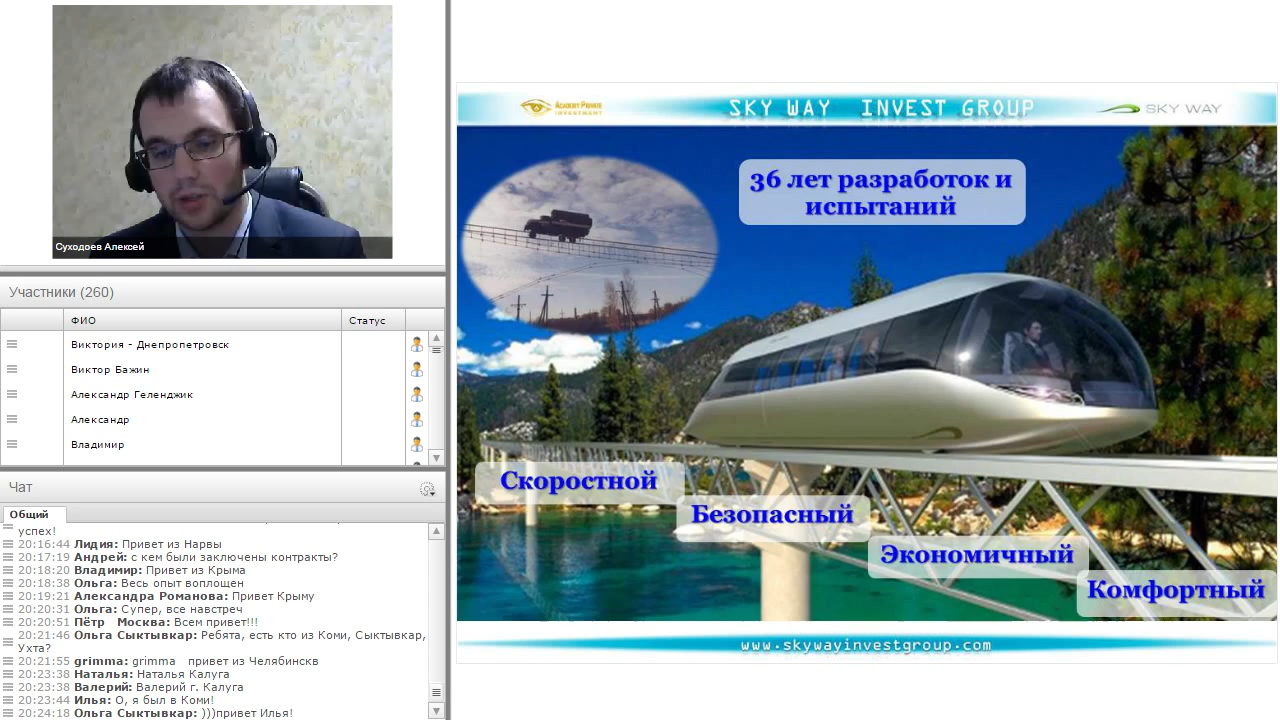 Суходоев Алексей
Участники (260)
ФИО
Статус
Виктория - Днепропетровск
Виктор Бажин
Александр Геленджик
Александр
Владимир
Чат
Общий
успех!
20:16:44 Лидия: Привет из Нарвы
20:17:19 Андрей: с кем были заключены контракты?
20:18:20 Владимир: Привет из Крыма
20:18:38 Ольга: Весь опыт воплощен
20:19:21 Александра Романова: Привет Крыму
20:20:31 Ольга: Супер, все навстреч
20:20:51 Пётр Москва: Всем привет!!!
20:21:46 Ольга Сыктывкар: Ребята, есть кто из Коми, Сыктывкар,
Ухта?
20:21:55 grimma: grimma привет из Челябинскв
20:23:38 Наталья: Наталья Калуга
20:23:38 Валерий: Валерий г. Калуга
20:23:44 Илья: О, я был в Коми!
20:24:18 Ольга Сыктывкар: )))привет Илья!
ACADEMY PRIVATE
INVESTMENT
SKY WAY INVEST GROUP
SKY WAY
36 лет разработок и
испытаний
Скоростной
Безопасный
Экономичный
Комфортный
www.skywayinvestgroup.com